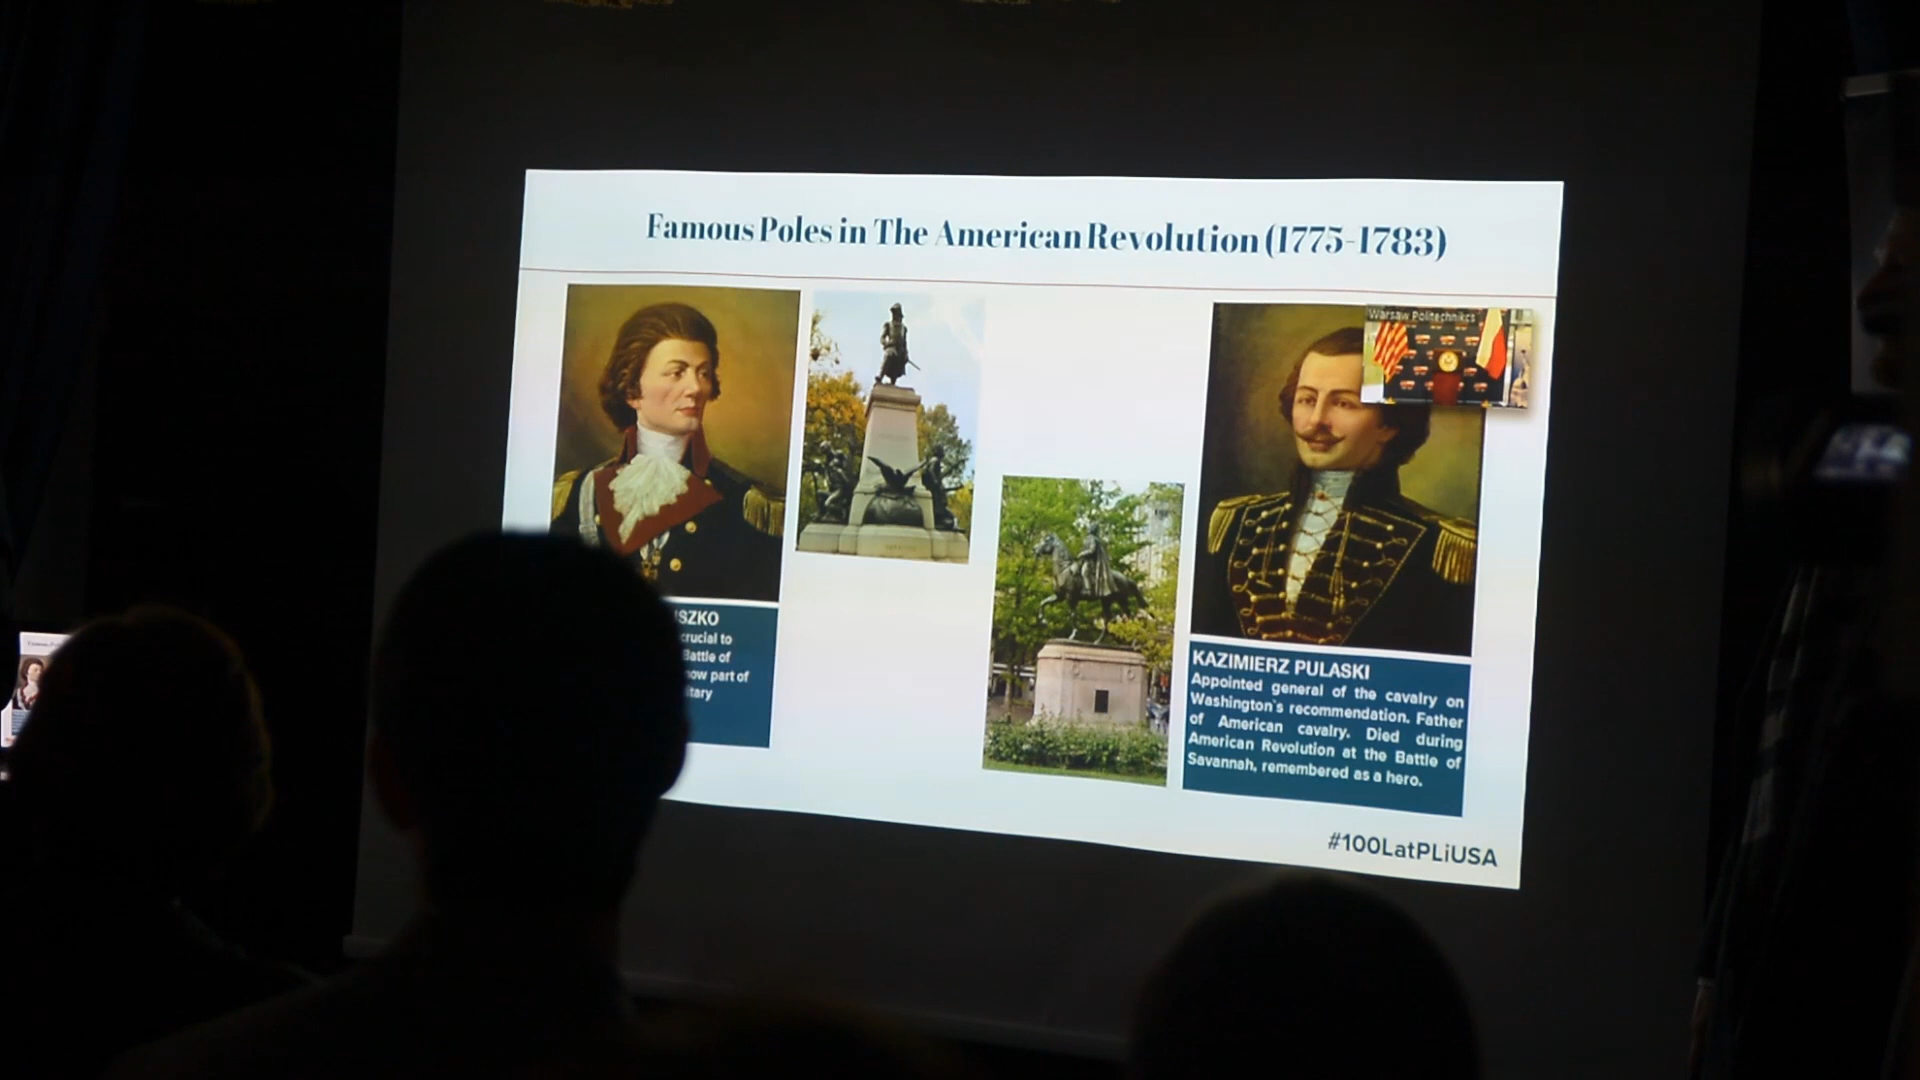 Famous Poles in The American Revolution (1775-1783)
Warsaw Politechnikcs
crucial to
Battle of
now part of
KAZIMIERZ PULASKI
Appointed general of the cavalry on
Washington`s recommendation. Father
of American cavalry. Died during
American Revolution at the Battle of
Savannah, remembered as a hero.
#100LatPLiUSA